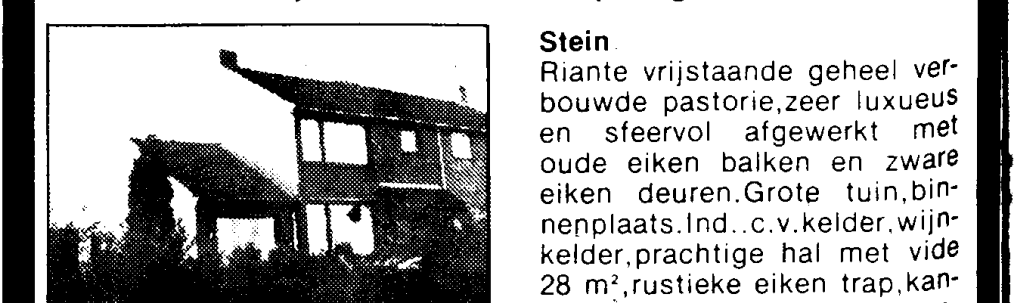 Stein
Riante vrijstaande geheel ver-
bouwde pastorie,zeer luxueus
en sfeervol afgewerkt met
oude eiken balken en zware
eiken deuren.Grote tuin,bin-
nenplaats.Ind..c.v.kelder,wijn-
kelder,prachtige hal met vide
28 m²,rustieke eiken trap,kan-